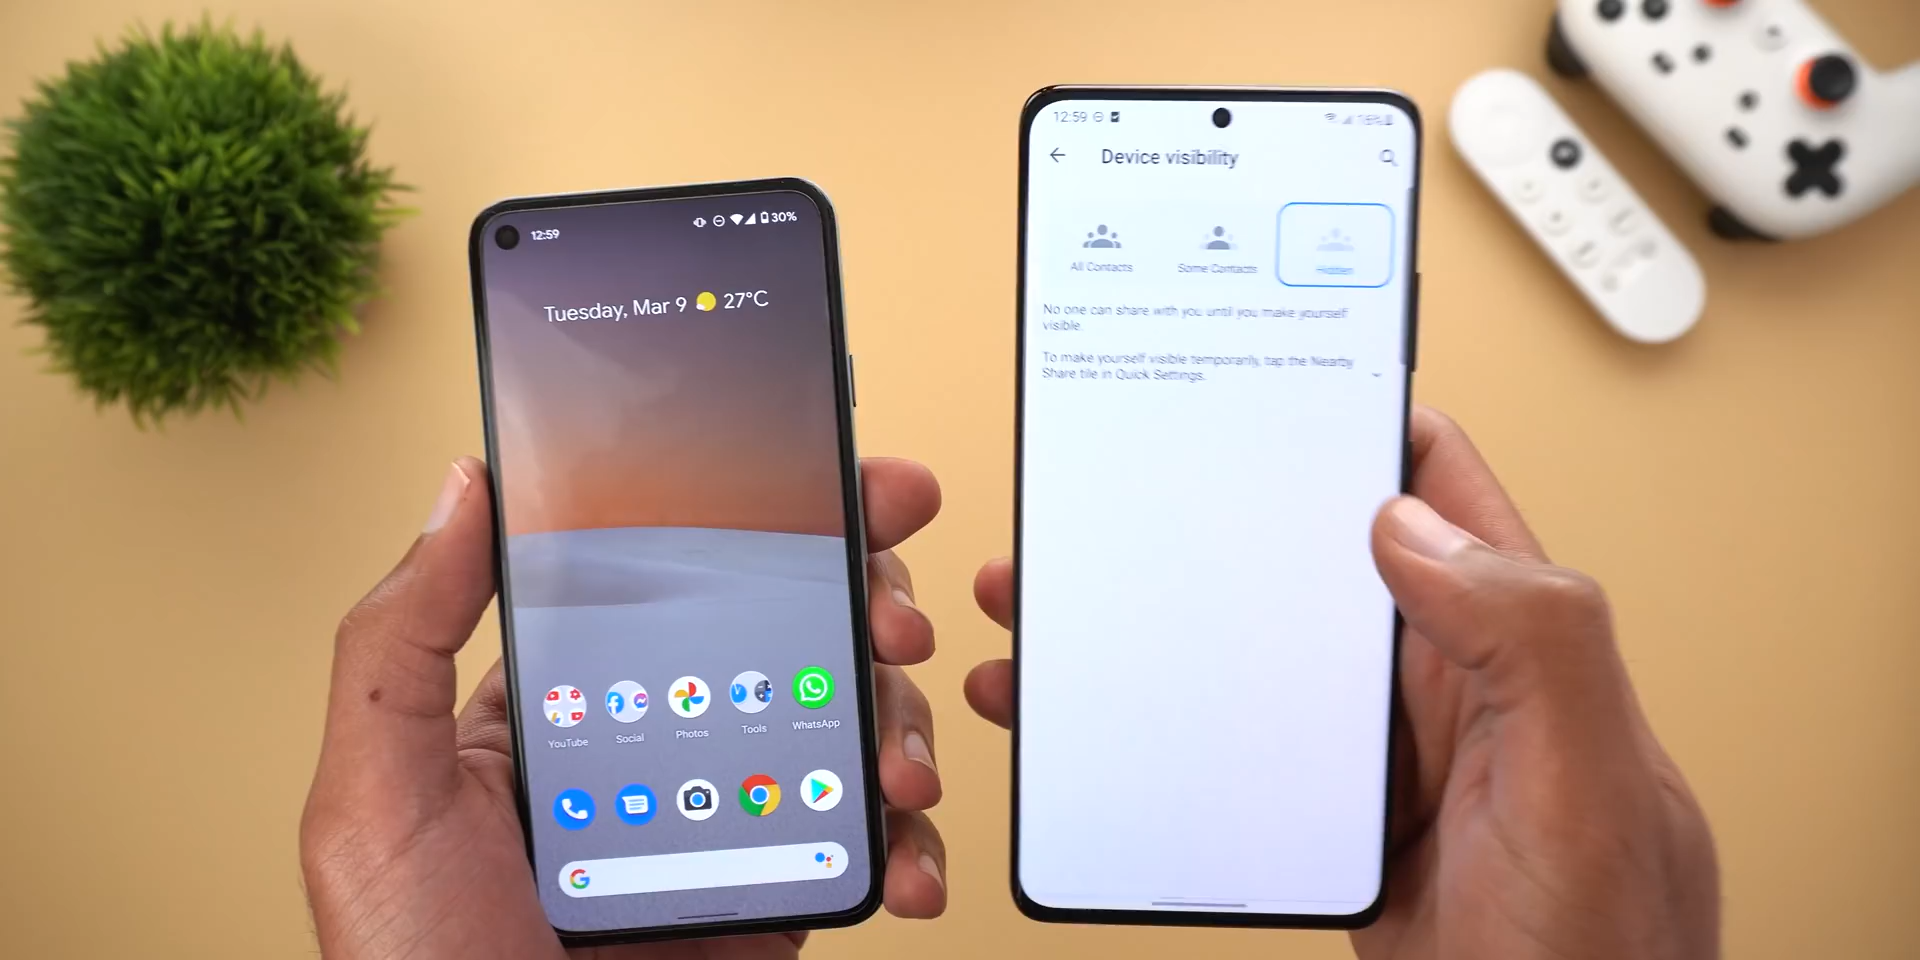 12:59
30%
Tuesday, Mar 9 27°C
YouTube
Social
Photos
Tools
WhatsApp
G
12:59
Device visibility
All Contacts
Some Contacts
Hidden
No one can share with you until you make yourself
visible.
To make yourself visible temporarily, tap the Nearby
Share tile in Quick Settings.